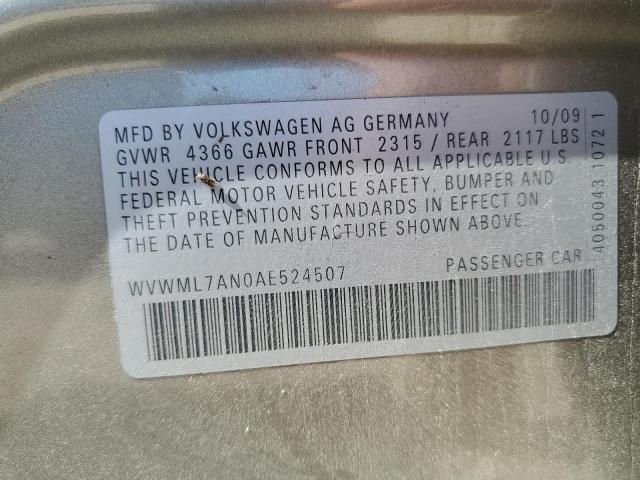 MFD BY VOLKSWAGEN AG GERMANY 10/09
GVWR 4366 GAWR FRONT 2315 / REAR 2117 LBS
THIS VEHICLE CONFORMS TO ALL APPLICABLE U S
FEDERAL MOTOR VEHICLE SAFETY, BUMPER AND
THEFT PREVENTION STANDARDS IN EFFECT ON
THE DATE OF MANUFACTURE SHOWN ABOVE.
WVWML7AN0AE524507 PASSENGER CAR
4050043 10721